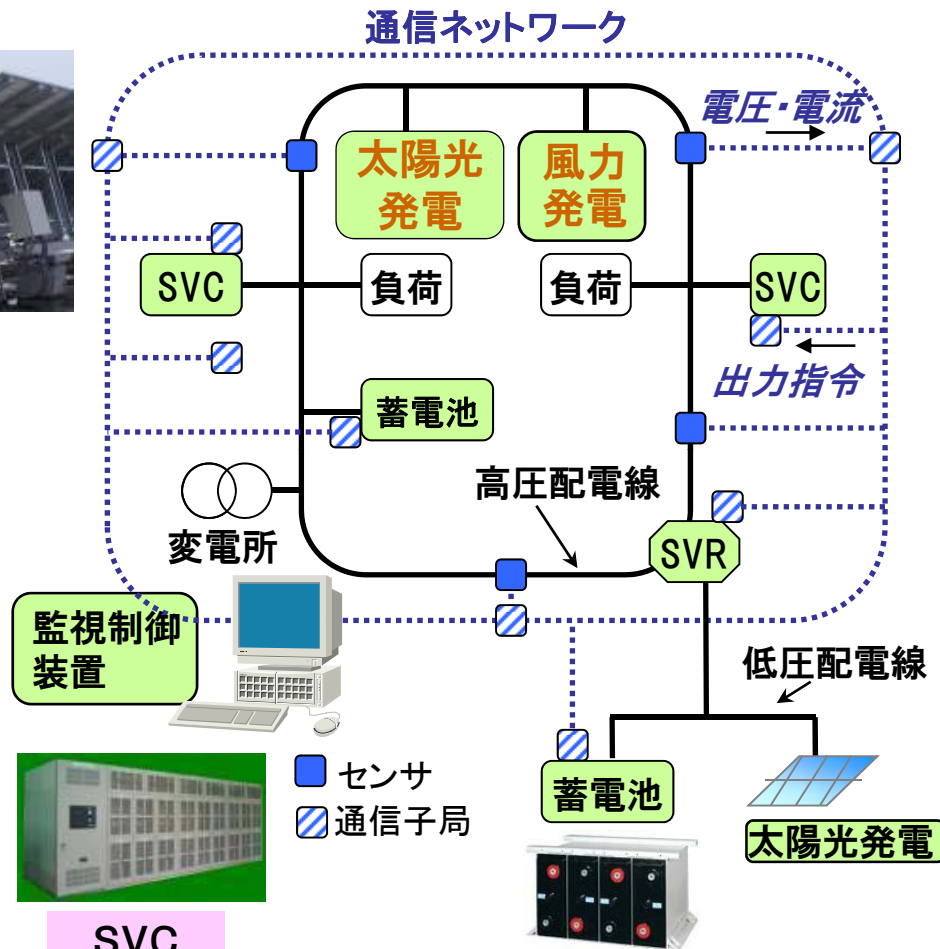 通信ネットワーク
電圧・電流
太陽光
発電
風力
発電
SVC
負荷
負荷
SVC
出力指令
蓄電池
高圧配電線
変電所
SVR
監視制御
装置
低圧配電線
センサ
通信子局
蓄電池
太陽光発電
SVC